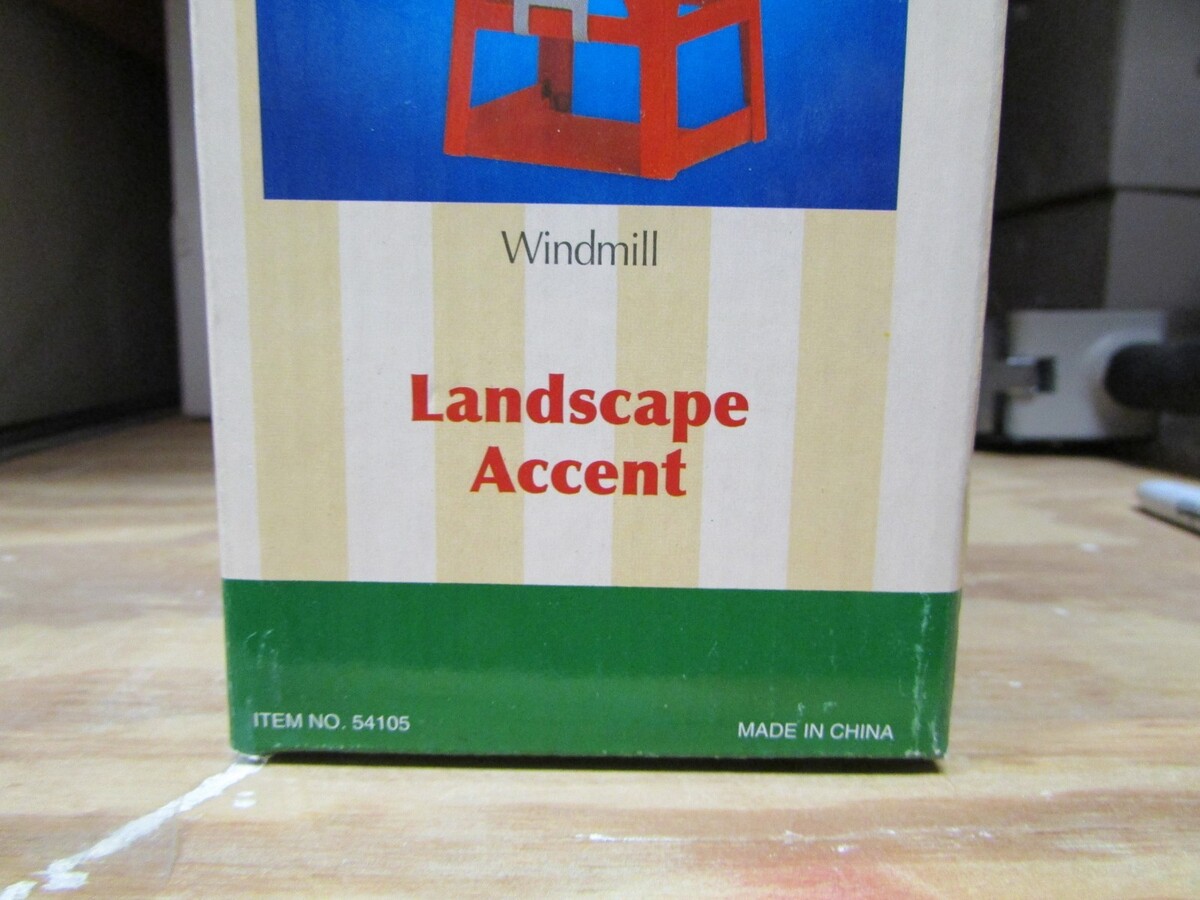 Windmill
Landscape
Accent
ITEM NO. 54105
MADE IN CHINA